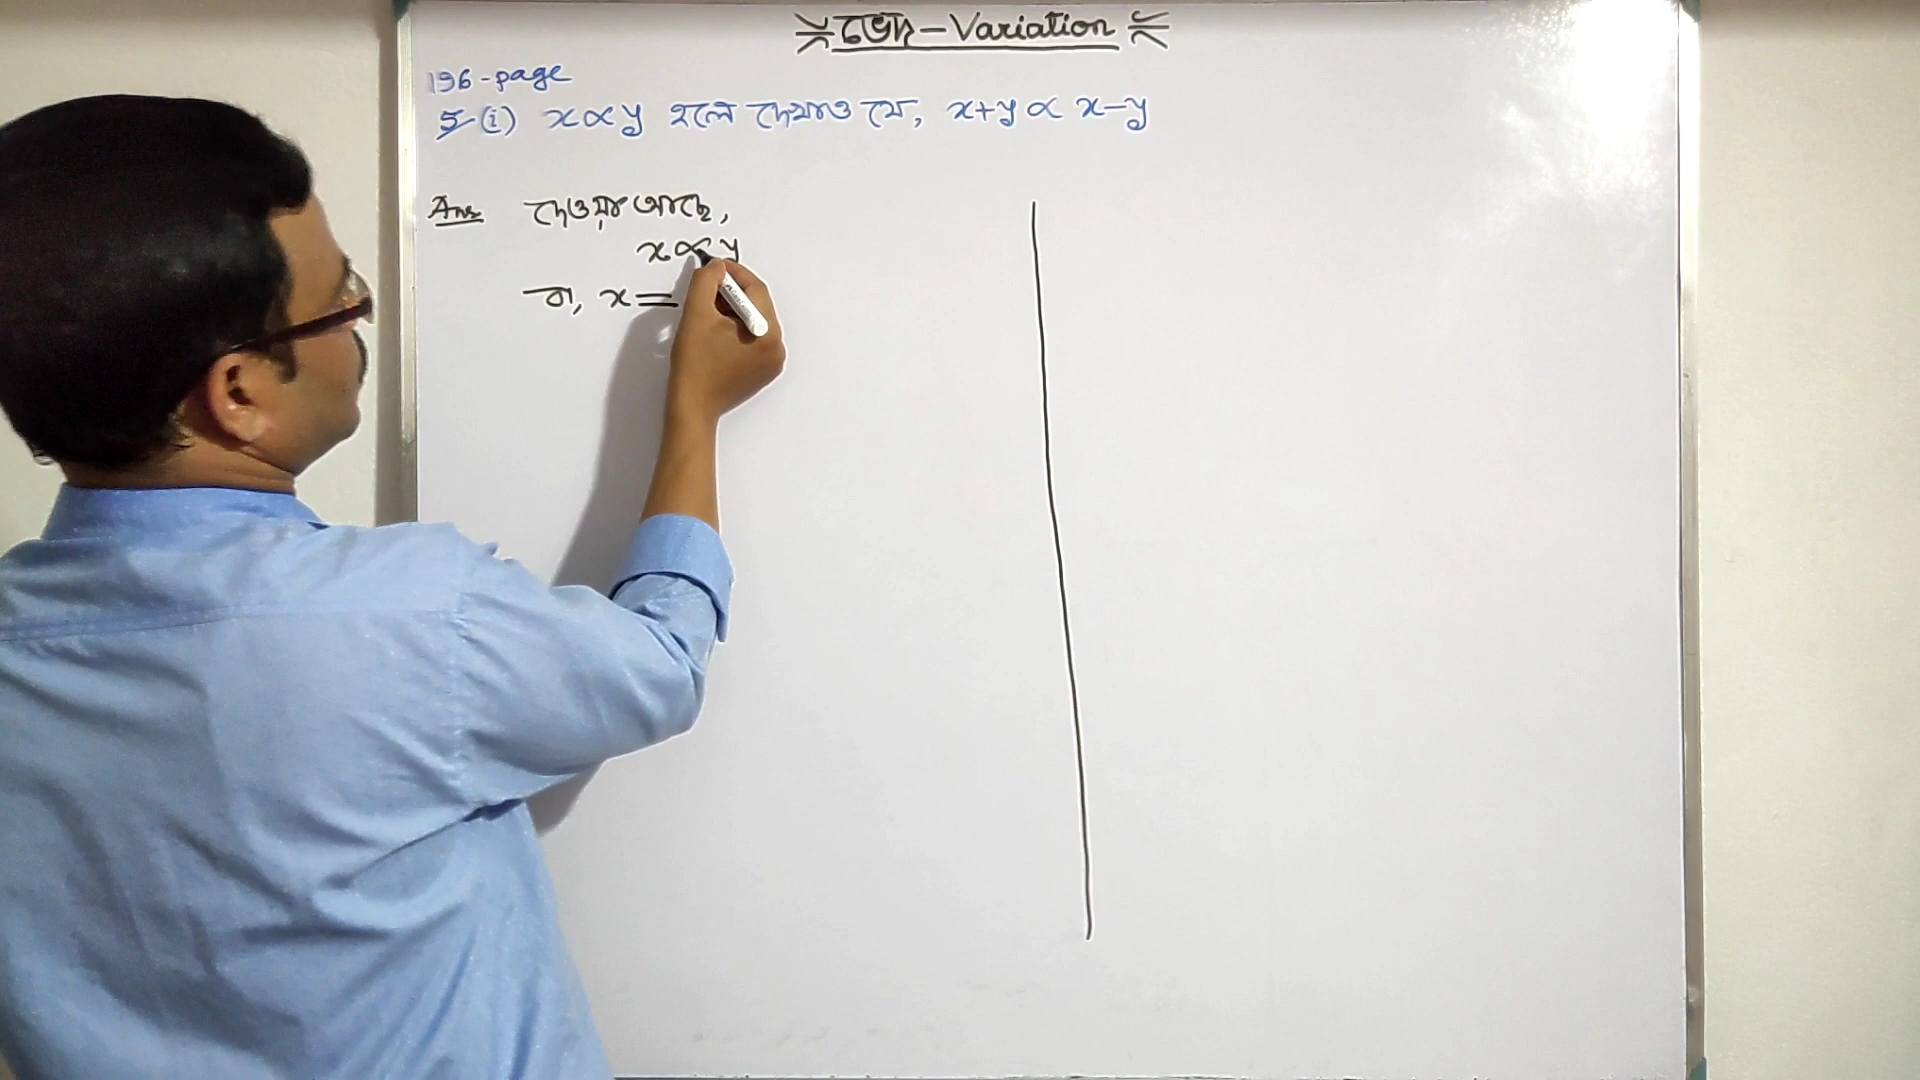 ভেদ - Variation
196 - page
5 (i) x ∝ y হলে দেখাও যে, x+y ∝ x-y
Ans দেওয়া আছে,
x ∝ y
বা, x =